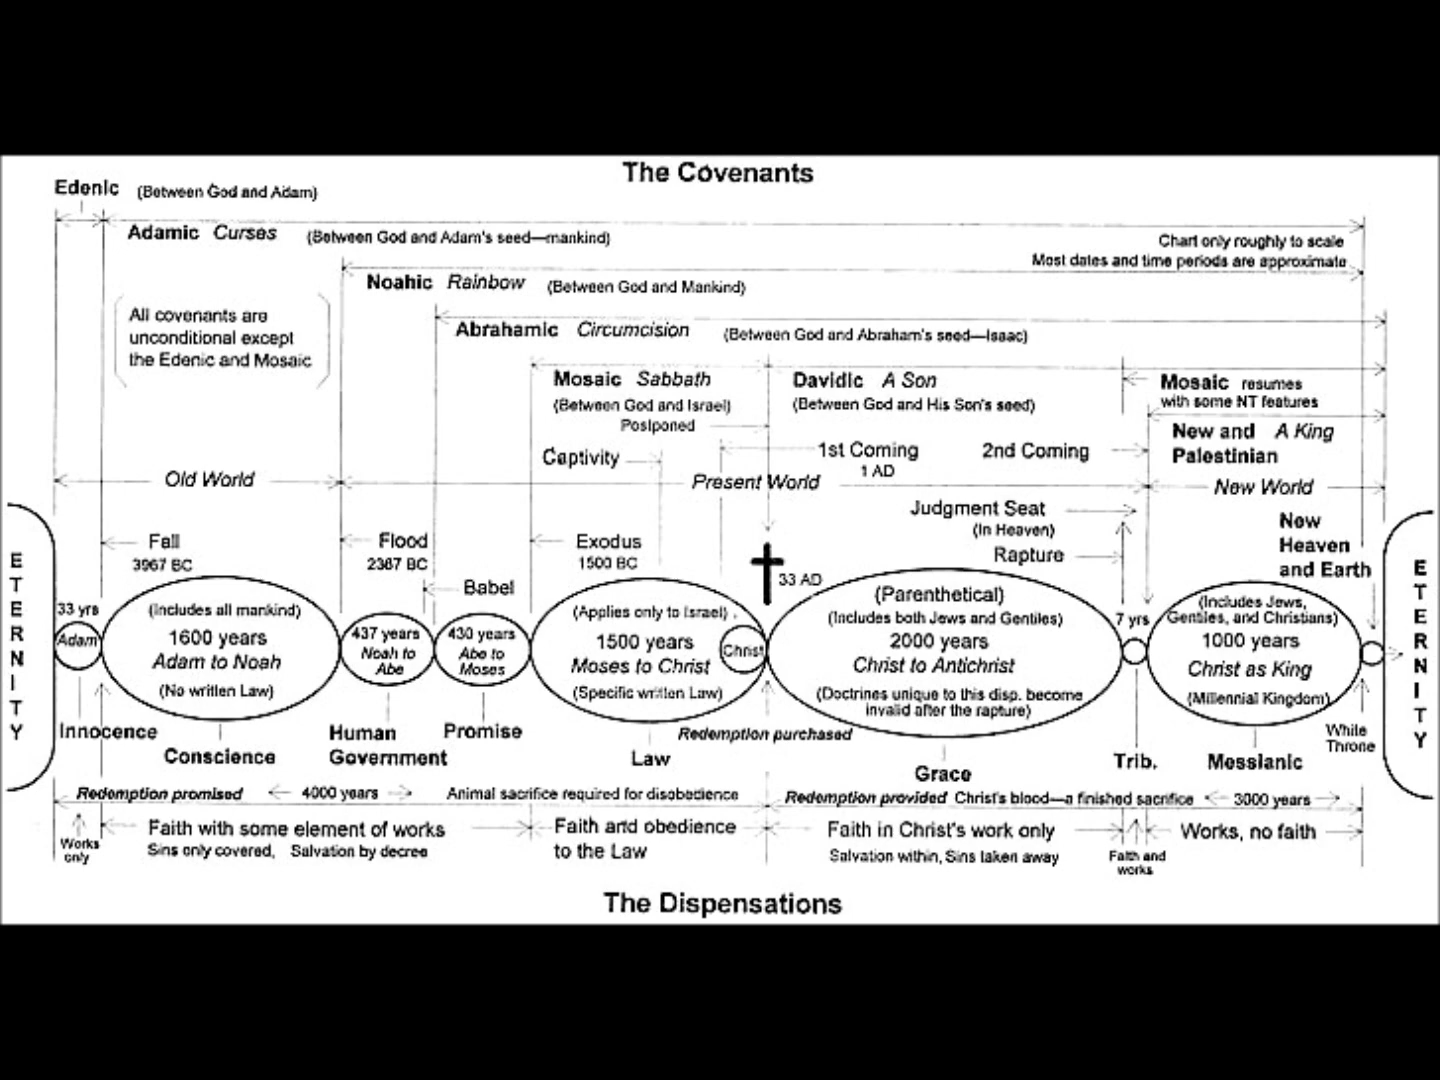 The Covenants
Edenic (Between God and Adam)
Adamic Curses (Between God and Adam's seed—mankind)
Chart only roughly to scale
Most dates and time periods are approximate
Noahic Rainbow (Between God and Mankind)
All covenants are
unconditional except
the Edenic and Mosaic
Abrahamic Circumcision (Between God and Abraham's seed—Isaac)
Mosaic Sabbath
(Between God and Israel)
Postponed
Davidic A Son
(Between God and His Son's seed)
Mosaic resumes
with some NT features
New and A King
Palestinian
Captivity
1st Coming
1 AD
2nd Coming
Old World
Present World
New World
Judgment Seat
(In Heaven)
Rapture
New
Heaven
and Earth
Fall
3967 BC
Flood
2367 BC
Babel
Exodus
1500 BC
33 AD
ETERNITY
33 yrs
Adam
(Includes all mankind)
1600 years
Adam to Noah
(No written Law)
437 years
Noah to
Abe
430 years
Abe to
Moses
(Applies only to Israel)
1500 years
Moses to Christ
(Specific written Law)
Christ
(Parenthetical)
(Includes both Jews and Gentiles)
2000 years
Christ to Antichrist
(Doctrines unique to this disp. become
invalid after the rapture)
7 yrs
(Includes Jews,
Gentiles, and Christians)
1000 years
Christ as King
(Millennial Kingdom)
ETERNITY
Innocence
Conscience
Human
Government
Promise
Law
Redemption purchased
Grace
Trib.
Messianic
White
Throne
Redemption promised 4000 years Animal sacrifice required for disobedience
Redemption provided Christ's blood—a finished sacrifice 3000 years
Works
only
Faith with some element of works
Sins only covered, Salvation by decree
Faith and obedience
to the Law
Faith in Christ's work only
Salvation within, Sins taken away
Faith and
works
Works, no faith
The Dispensations